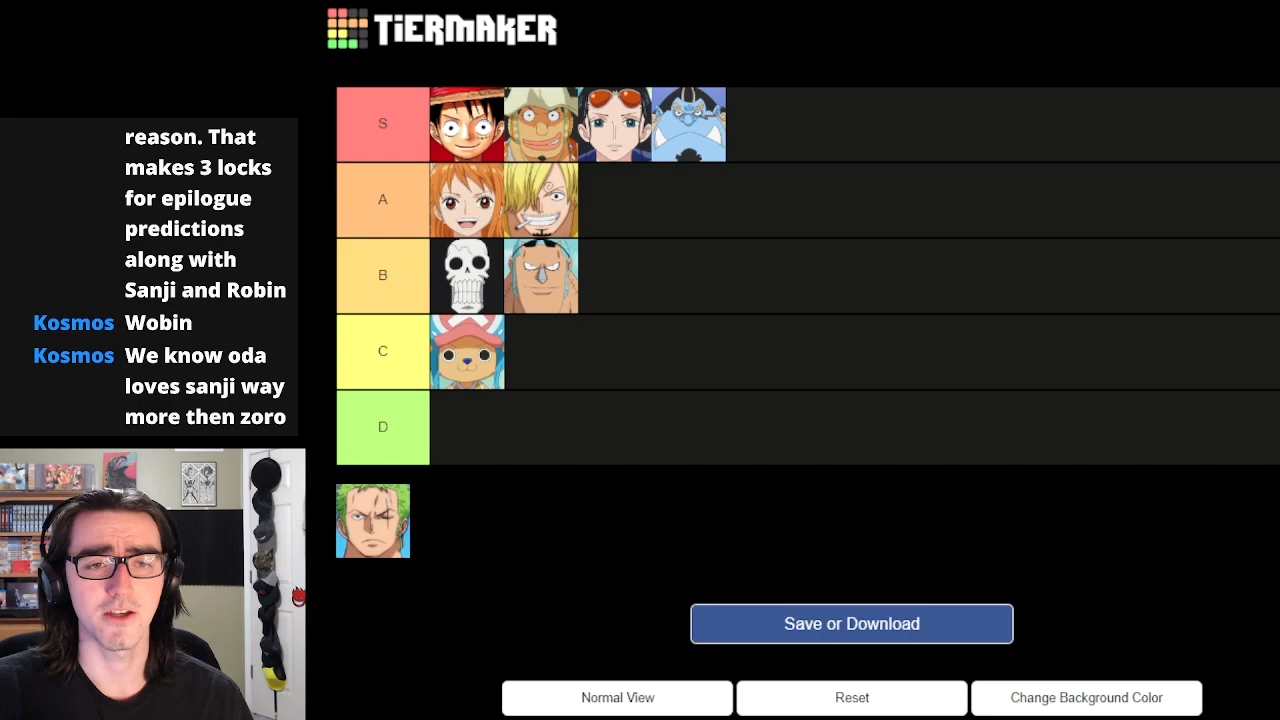 TiERMAKER
reason. That
makes 3 locks
for epilogue
predictions
along with
Sanji and Robin
Kosmos Wobin
Kosmos We know oda
loves sanji way
more then zoro
S
A
B
C
D
Save or Download
Normal View
Reset
Change Background Color